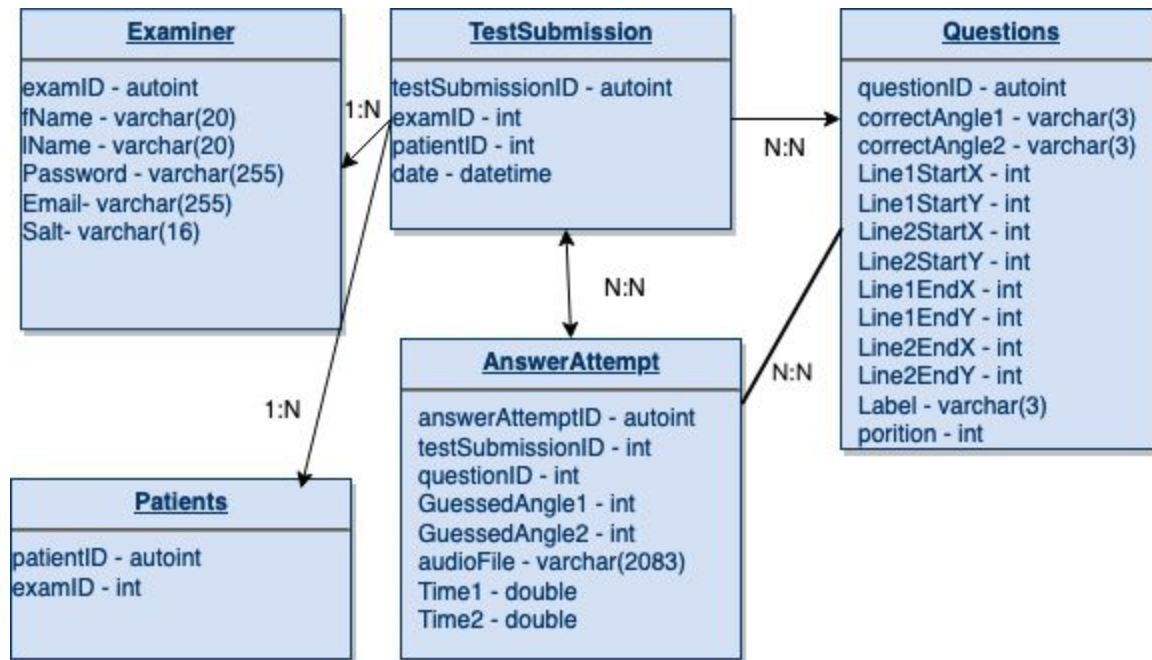 Examiner
examID - autoint
fName - varchar(20)
lName - varchar(20)
Password - varchar(255)
Email- varchar(255)
Salt- varchar(16)
1:N
TestSubmission
testSubmissionID - autoint
examID - int
patientID - int
date - datetime
N:N
Questions
questionID - autoint
correctAngle1 - varchar(3)
correctAngle2 - varchar(3)
Line1StartX - int
Line1StartY - int
Line2StartX - int
Line2StartY - int
Line1EndX - int
Line1EndY - int
Line2EndX - int
Line2EndY - int
Label - varchar(3)
porition - int
N:N
N:N
1:N
AnswerAttempt
answerAttemptID - autoint
testSubmissionID - int
questionID - int
GuessedAngle1 - int
GuessedAngle2 - int
audioFile - varchar(2083)
Time1 - double
Time2 - double
Patients
patientID - autoint
examID - int